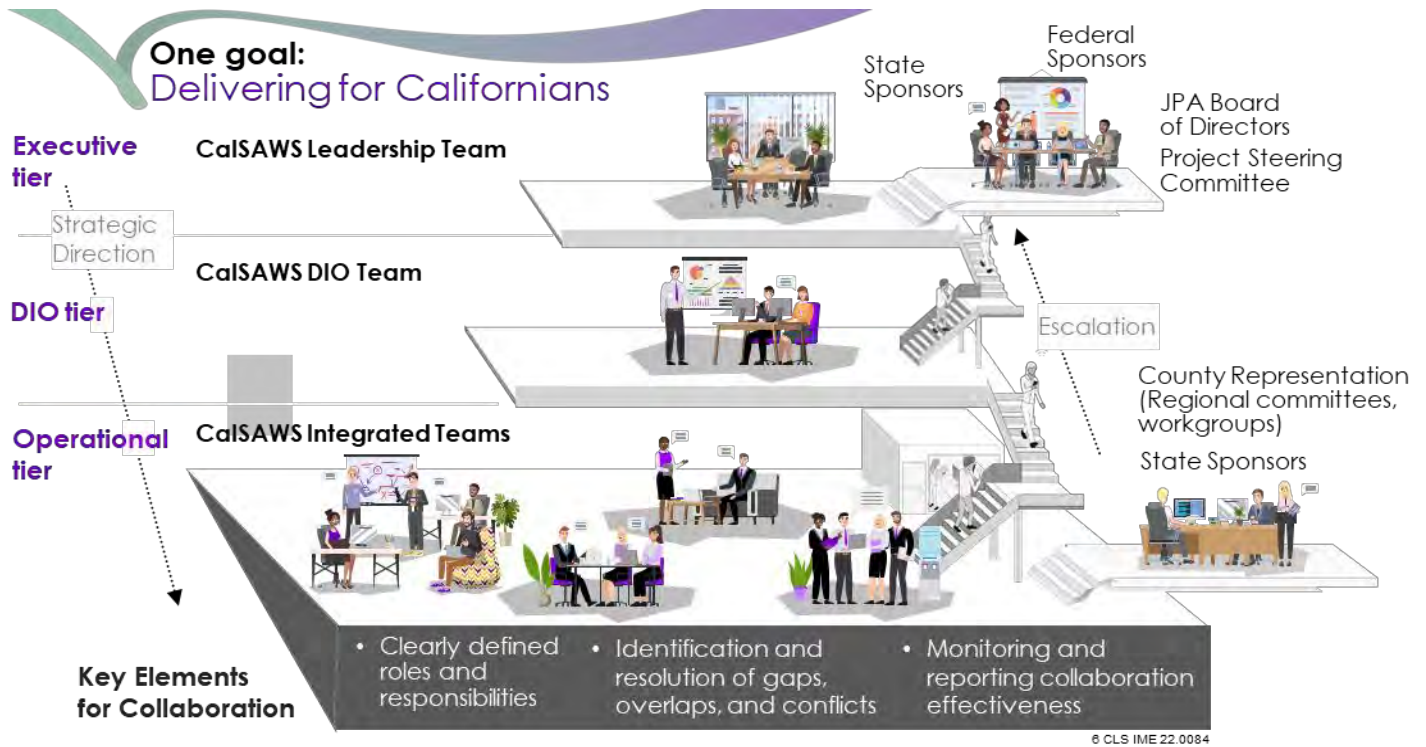 One goal:
Delivering for Californians
State
Sponsors
Federal
Sponsors
JPA Board
of Directors
Project Steering
Committee
Executive
tier
CalSAWS Leadership Team
Strategic
Direction
CalSAWS DIO Team
DIO tier
Escalation
County Representation
(Regional committees,
workgroups)
State Sponsors
Operational
tier
CalSAWS Integrated Teams
Key Elements
for Collaboration
• Clearly defined
roles and
responsibilities
• Identification and
resolution of gaps,
overlaps, and conflicts
• Monitoring and
reporting collaboration
effectiveness
6 CLS IME 22.0084